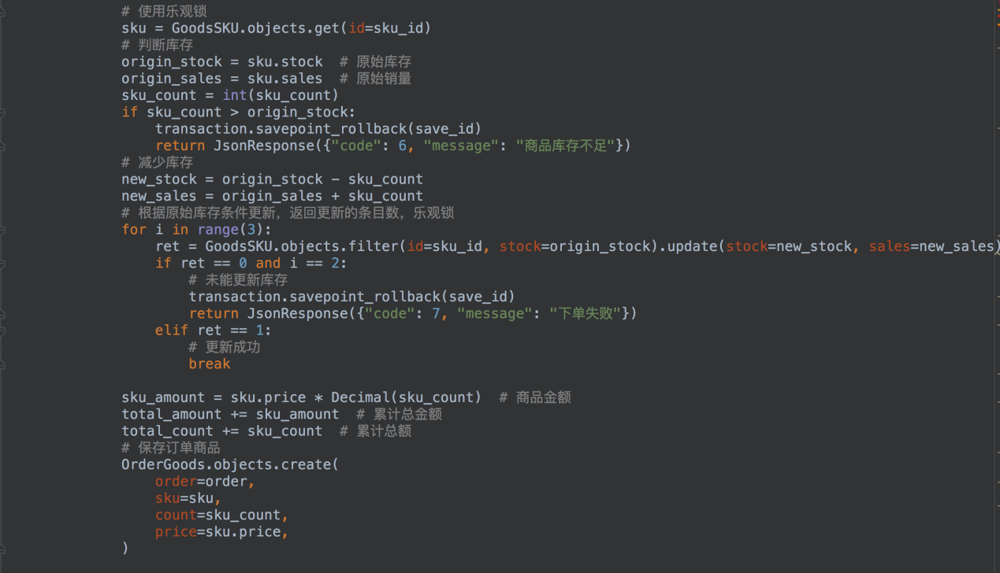 # 使用乐观锁
sku = GoodsSKU.objects.get(id=sku_id)
# 判断库存
origin_stock = sku.stock  # 原始库存
origin_sales = sku.sales  # 原始销量
sku_count = int(sku_count)
if sku_count > origin_stock:
    transaction.savepoint_rollback(save_id)
    return JsonResponse({"code": 6, "message": "商品库存不足"})
# 减少库存
new_stock = origin_stock - sku_count
new_sales = origin_sales + sku_count
# 根据原始库存条件更新，返回更新的条目数，乐观锁
for i in range(3):
    ret = GoodsSKU.objects.filter(id=sku_id, stock=origin_stock).update(stock=new_stock, sales=new_sales)
    if ret == 0 and i == 2:
        # 未能更新库存
        transaction.savepoint_rollback(save_id)
        return JsonResponse({"code": 7, "message": "下单失败"})
    elif ret == 1:
        # 更新成功
        break
sku_amount = sku.price * Decimal(sku_count)  # 商品金额
total_amount += sku_amount  # 累计总金额
total_count += sku_count  # 累计总额
# 保存订单商品
OrderGoods.objects.create(
    order=order,
    sku=sku,
    count=sku_count,
    price=sku.price,
)